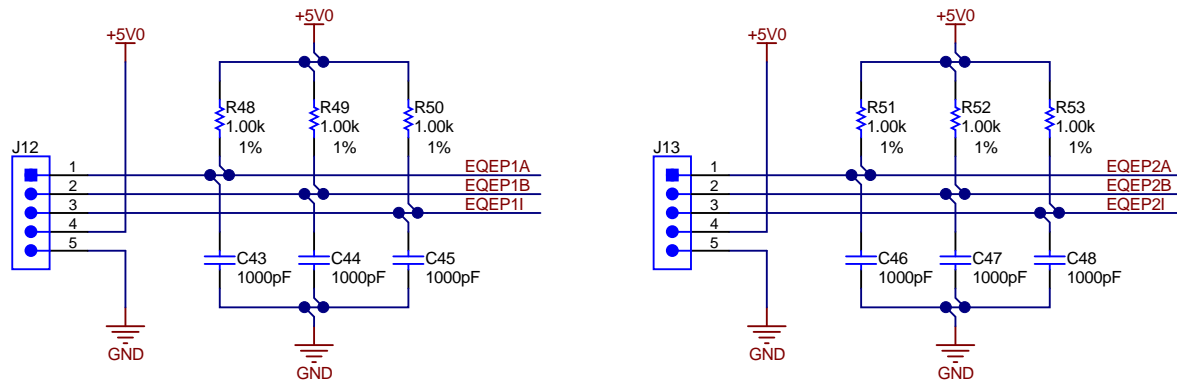 +5V0
+5V0
R48
1.00k
1%
R49
1.00k
1%
R50
1.00k
1%
J12
1
2
3
4
5
EQEP1A
EQEP1B
EQEP1I
C43
1000pF
C44
1000pF
C45
1000pF
GND
GND
+5V0
+5V0
R51
1.00k
1%
R52
1.00k
1%
R53
1.00k
1%
J13
1
2
3
4
5
EQEP2A
EQEP2B
EQEP2I
C46
1000pF
C47
1000pF
C48
1000pF
GND
GND